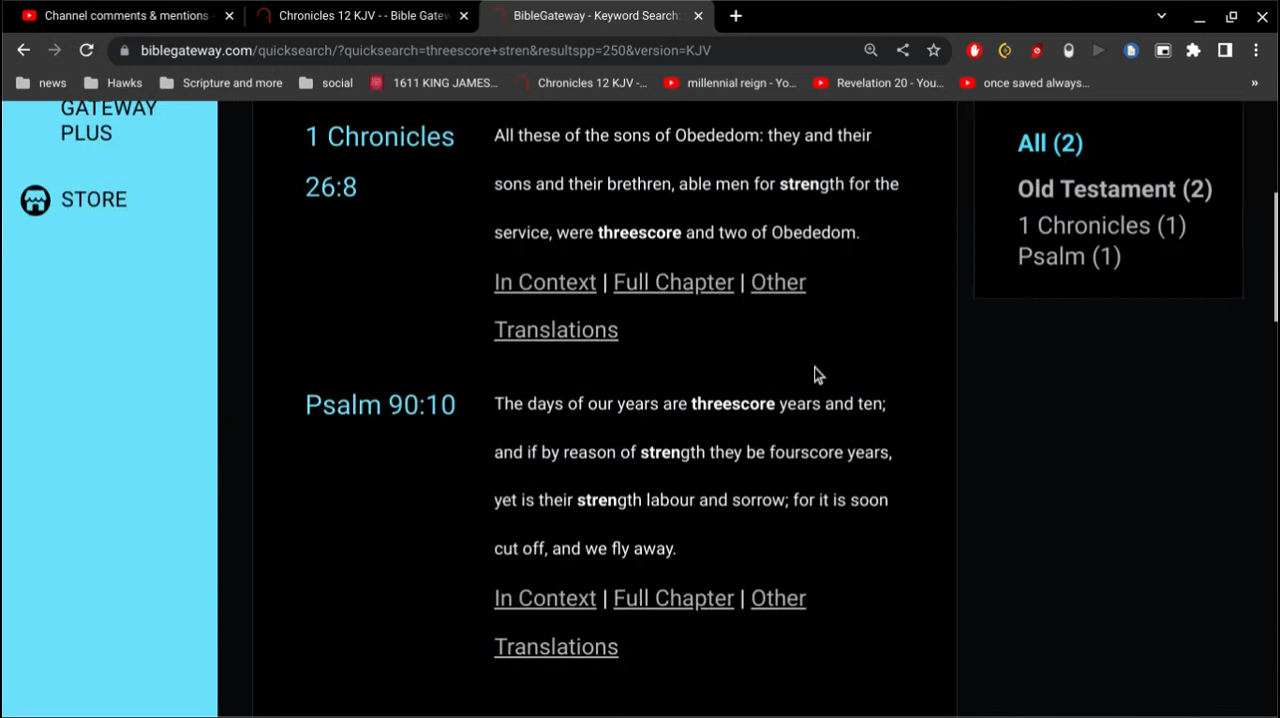 Channel comments & mentions
Chronicles 12 KJV - - Bible Gatew
BibleGateway - Keyword Search:
biblegateway.com/quicksearch/?quicksearch=threescore+stren&resultspp=250&version=KJV
news
Hawks
Scripture and more
social
1611 KING JAMES...
Chronicles 12 KJV -...
millennial reign - Yo...
Revelation 20 - You...
once saved always...
»
GATEWAY
PLUS
STORE
1 Chronicles
26:8
All these of the sons of Obededom: they and their
sons and their brethren, able men for strength for the
service, were threescore and two of Obededom.
In Context | Full Chapter | Other
Translations
Psalm 90:10
The days of our years are threescore years and ten;
and if by reason of strength they be fourscore years,
yet is their strength labour and sorrow; for it is soon
cut off, and we fly away.
In Context | Full Chapter | Other
Translations
All (2)
Old Testament (2)
1 Chronicles (1)
Psalm (1)